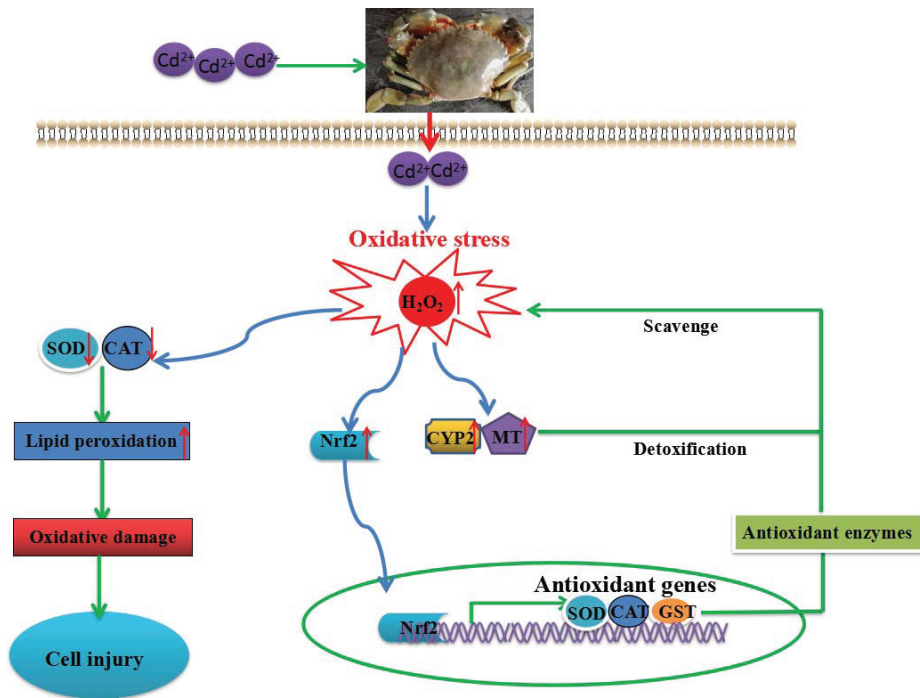 Cd2+ Cd2+ Cd2+
Cd2+ Cd2+
Oxidative stress
H2O2
Scavenge
SOD CAT
Lipid peroxidation
Nrf2
CYP2 MT
Detoxification
Oxidative damage
Antioxidant enzymes
Antioxidant genes
SOD CAT GST
Nrf2
Cell injury